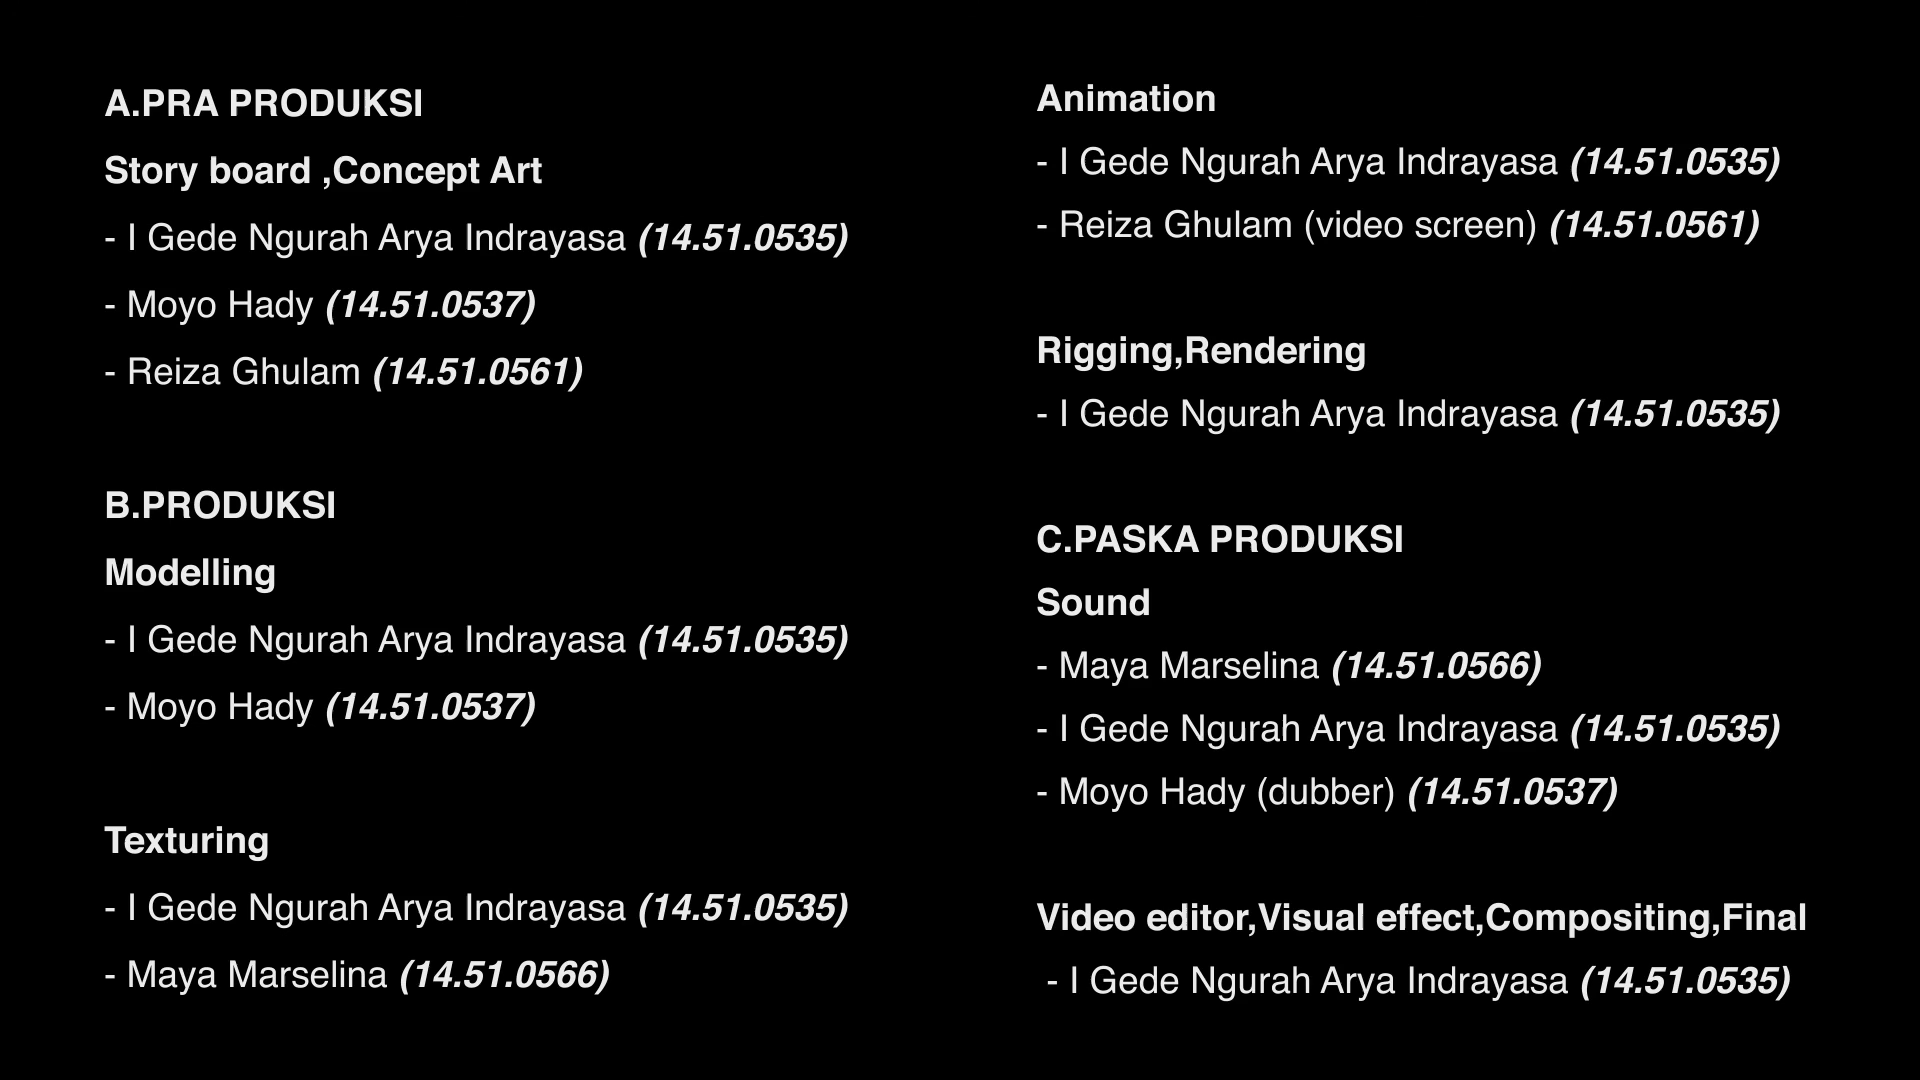 A.PRA PRODUKSI
Story board ,Concept Art
- I Gede Ngurah Arya Indrayasa (14.51.0535)
- Moyo Hady (14.51.0537)
- Reiza Ghulam (14.51.0561)
B.PRODUKSI
Modelling
- I Gede Ngurah Arya Indrayasa (14.51.0535)
- Moyo Hady (14.51.0537)
Texturing
- I Gede Ngurah Arya Indrayasa (14.51.0535)
- Maya Marselina (14.51.0566)
Animation
- I Gede Ngurah Arya Indrayasa (14.51.0535)
- Reiza Ghulam (video screen) (14.51.0561)
Rigging,Rendering
- I Gede Ngurah Arya Indrayasa (14.51.0535)
C.PASKA PRODUKSI
Sound
- Maya Marselina (14.51.0566)
- I Gede Ngurah Arya Indrayasa (14.51.0535)
- Moyo Hady (dubber) (14.51.0537)
Video editor,Visual effect,Compositing,Final
- I Gede Ngurah Arya Indrayasa (14.51.0535)